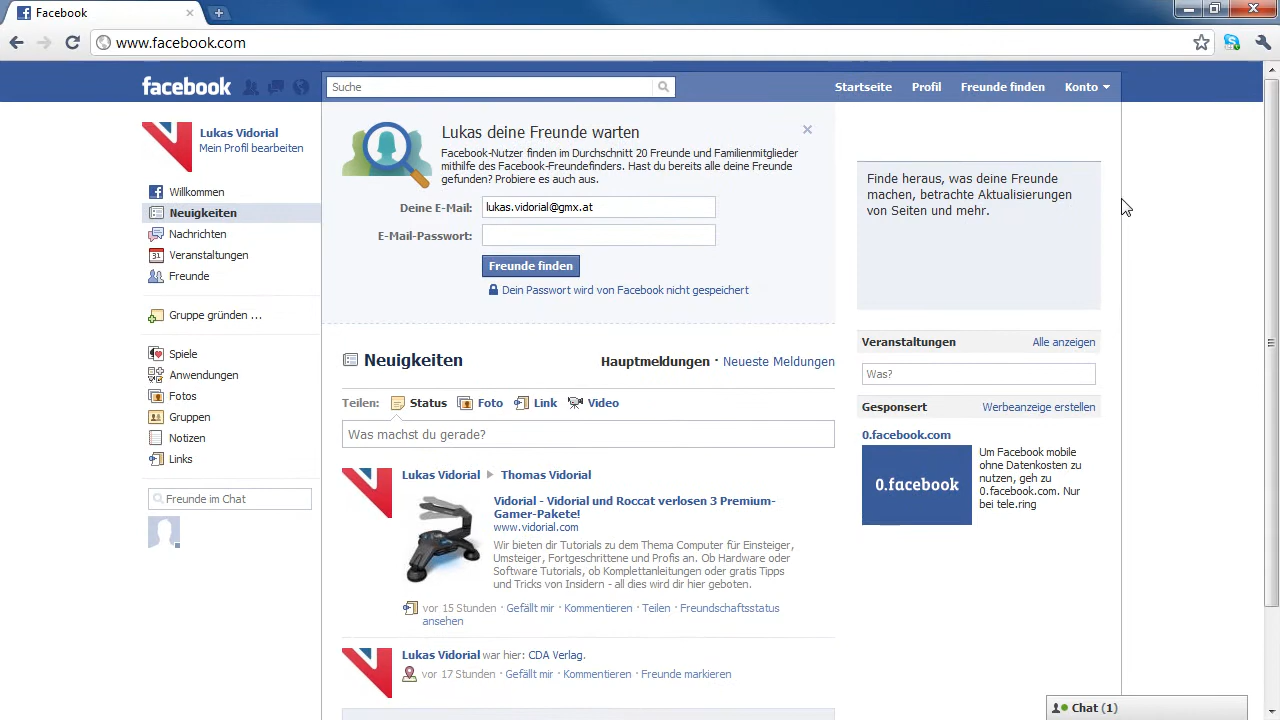 Facebook
www.facebook.com
facebook
Suche
Startseite
Profil
Freunde finden
Konto
Lukas Vidorial
Mein Profil bearbeiten
Willkommen
Neuigkeiten
Nachrichten
31
Veranstaltungen
Freunde
Gruppe gründen ...
Spiele
Anwendungen
Fotos
Gruppen
Notizen
Links
Freunde im Chat
Lukas deine Freunde warten
Facebook-Nutzer finden im Durchschnitt 20 Freunde und Familienmitglieder
mithilfe des Facebook-Freundefinders. Hast du bereits alle deine Freunde
gefunden? Probiere es auch aus.
Deine E-Mail: lukas.vidorial@gmx.at
E-Mail-Passwort:
Freunde finden
Dein Passwort wird von Facebook nicht gespeichert
Neuigkeiten
Hauptmeldungen · Neueste Meldungen
Teilen: Status Foto Link Video
Was machst du gerade?
Lukas Vidorial Thomas Vidorial
Vidorial - Vidorial und Roccat verlosen 3 Premium-
Gamer-Pakete!
www.vidorial.com
Wir bieten dir Tutorials zu dem Thema Computer für Einsteiger,
Umsteiger, Fortgeschrittene und Profis an. Ob Hardware oder
Software Tutorials, ob Komplettanleitungen oder gratis Tipps
und Tricks von Insidern - all dies wird dir hier geboten.
vor 15 Stunden · Gefällt mir · Kommentieren · Teilen · Freundschaftsstatus
ansehen
Lukas Vidorial war hier: CDA Verlag.
vor 17 Stunden · Gefällt mir · Kommentieren · Freunde markieren
Finde heraus, was deine Freunde
machen, betrachte Aktualisierungen
von Seiten und mehr.
Veranstaltungen
Alle anzeigen
Was?
Gesponsert
Werbeanzeige erstellen
0.facebook.com
0.facebook
Um Facebook mobile
ohne Datenkosten zu
nutzen, geh zu
0.facebook.com. Nur
bei tele.ring
Chat (1)